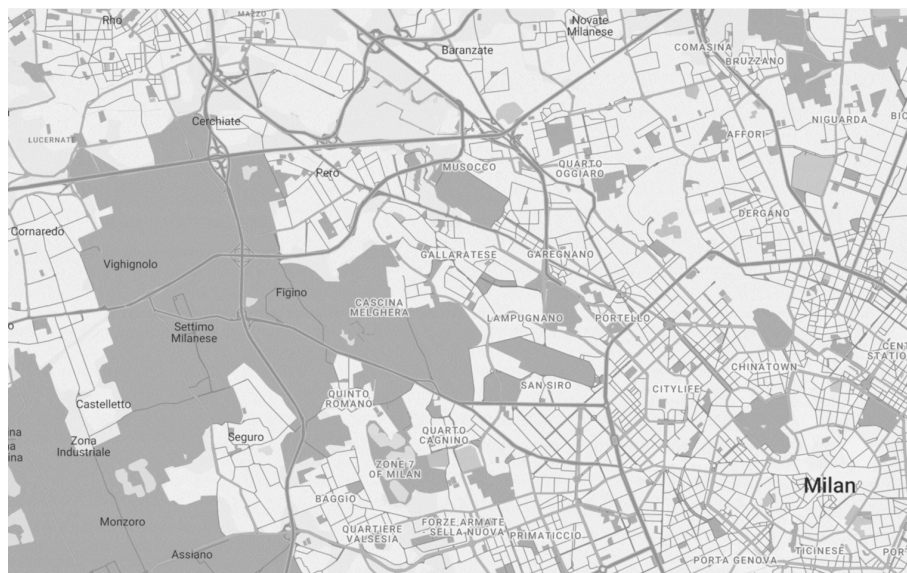 Rho
MAZZO
Novate
Milanese
Baranzate
COMASINA
BRUZZANO
Cerchiate
NIGUARDA
LUCERNATE
AFFORI
MUSOCCO
QUARTO
OGGIARO
Pero
DERGANO
Cornaredo
GALLARATESE
GAREGNANO
Vighignolo
Figino
CASCINA
MELGHERA
LAMPUGNANO
PORTELLO
Settimo
Milanese
CHINATOWN
SAN SIRO
CITYLIFE
QUINTO
ROMANO
Castelletto
Zona
Industriale
Seguro
QUARTO
CAGNINO
ZONE 7
OF MILAN
Milan
BAGGIO
Monzoro
QUARTIERE
VALSESIA
FORZE ARMATE
- SELLA NUOVA
PRIMATICCIO
TICINESE
Assiano
PORTA GENOVA